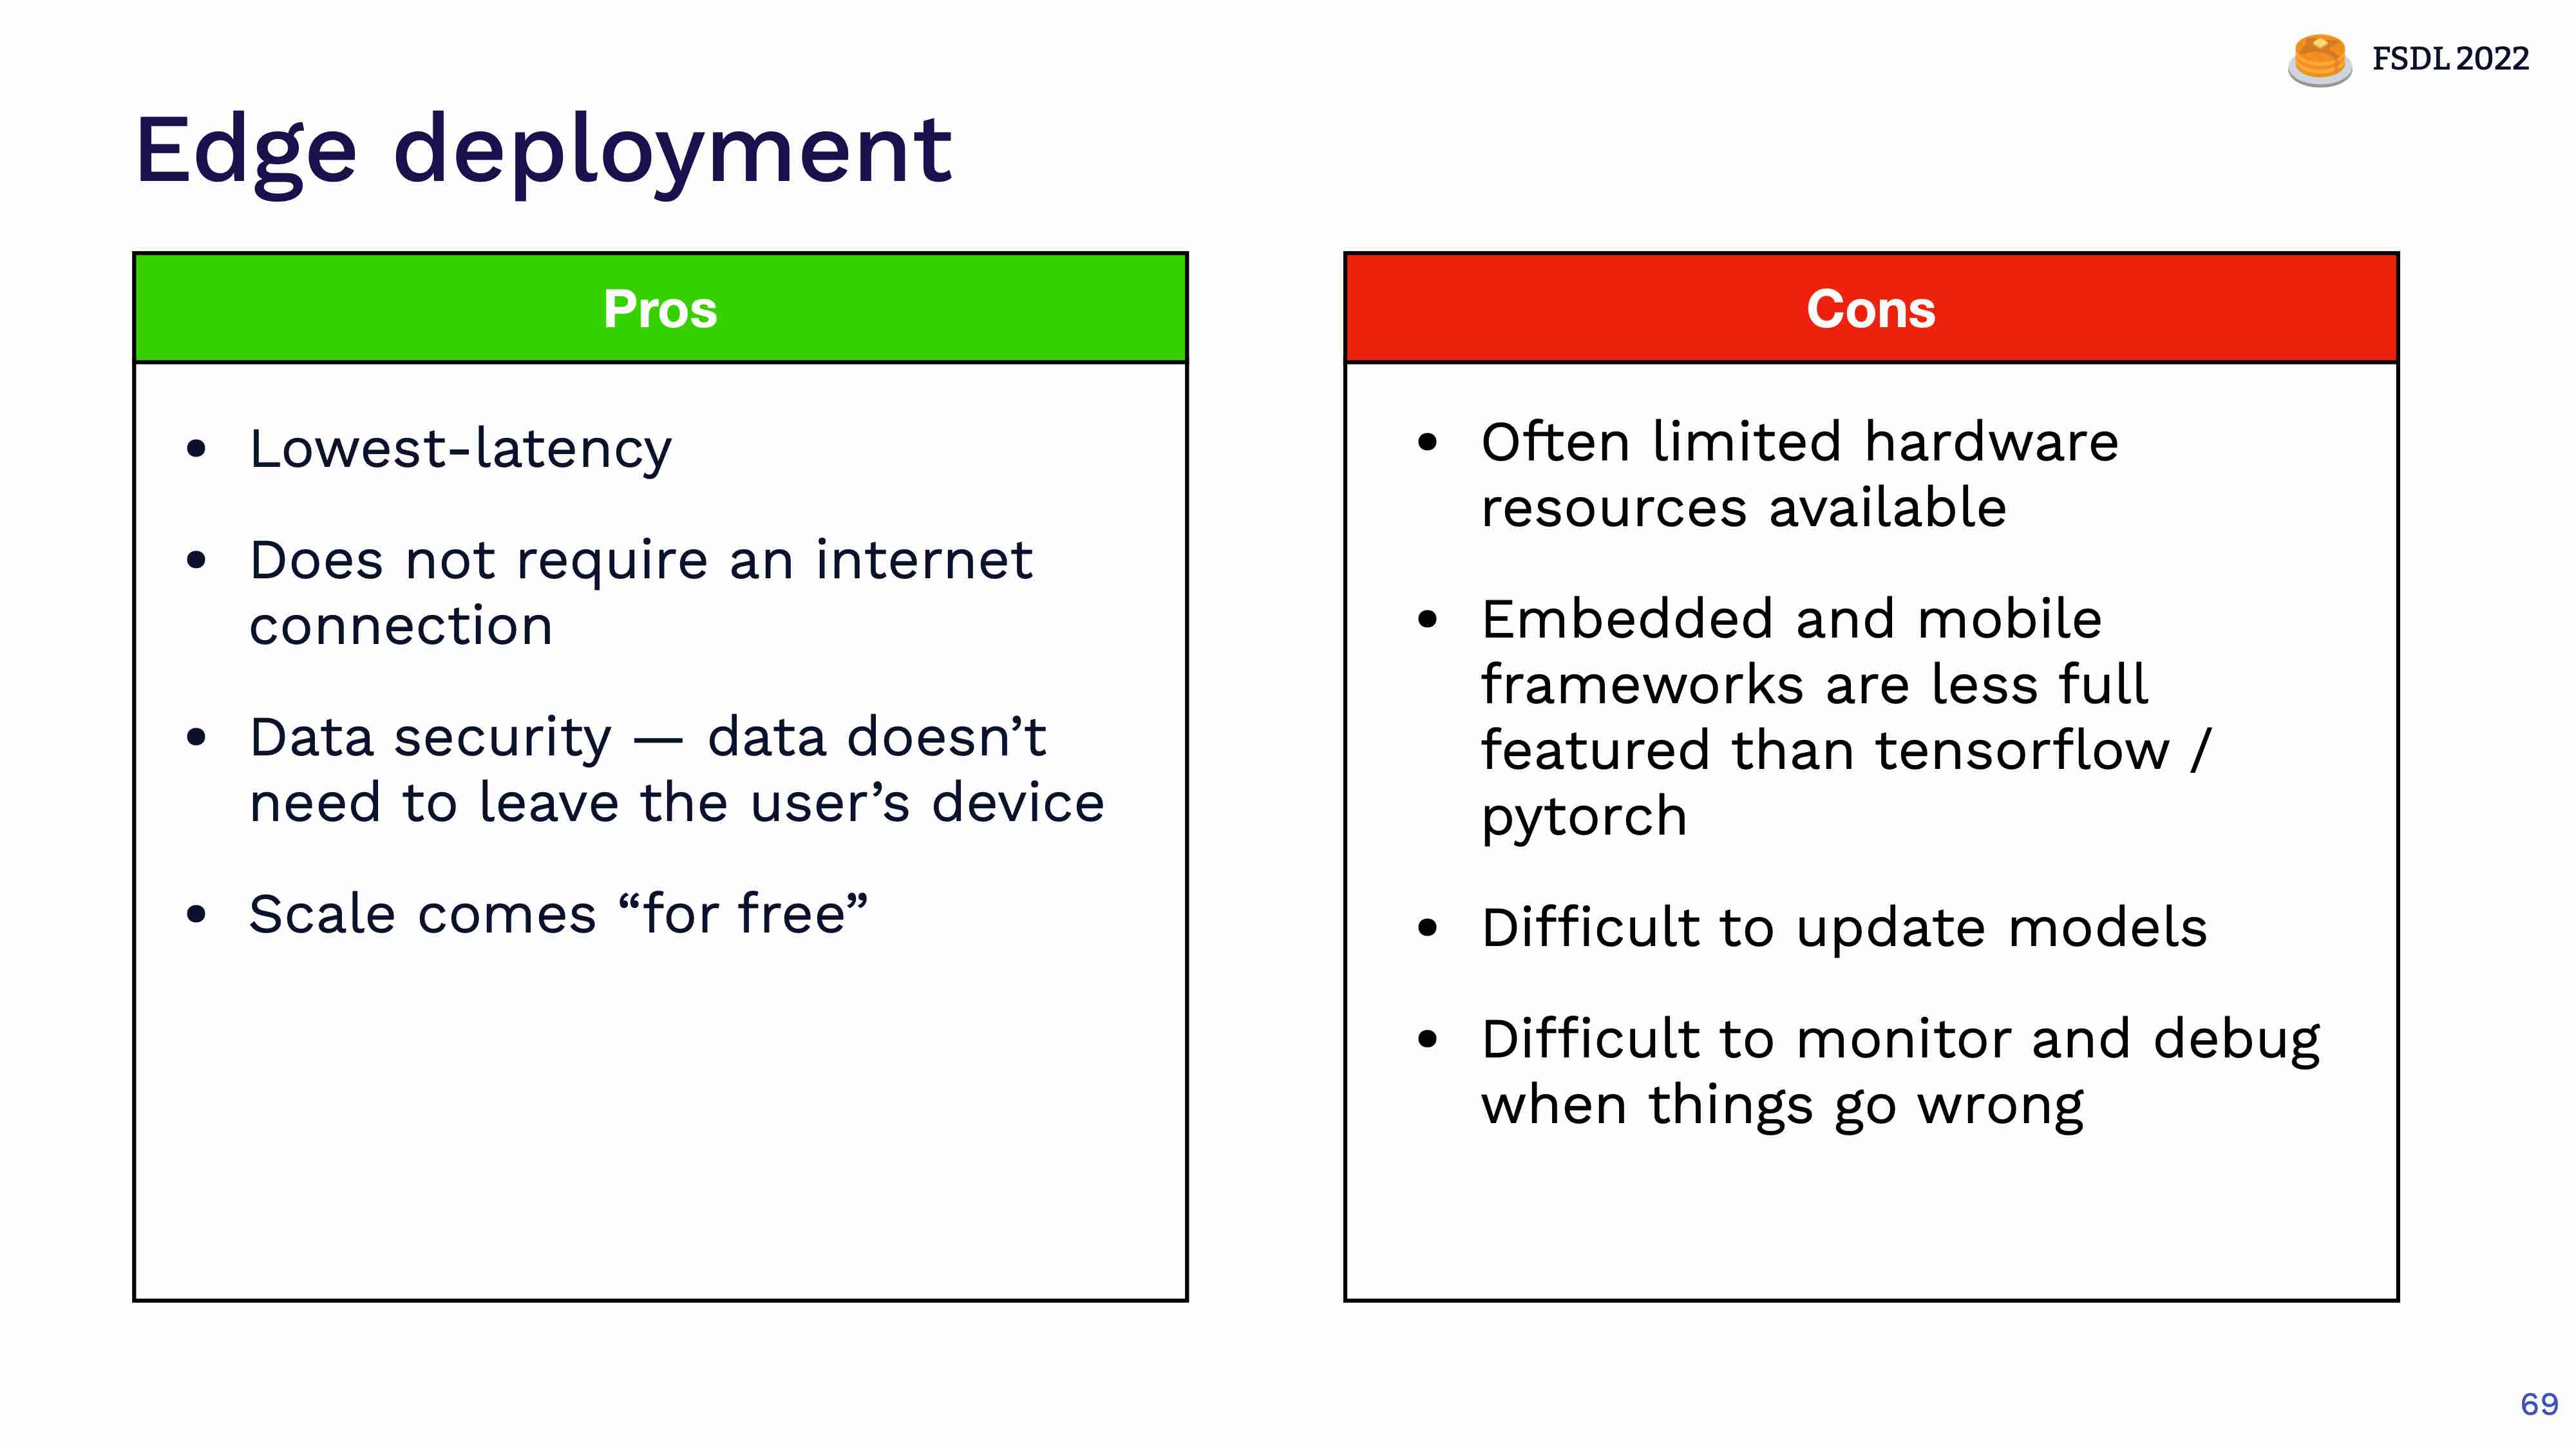 FSDL 2022
Edge deployment
Pros
• Lowest-latency
• Does not require an internet
connection
• Data security — data doesn’t
need to leave the user’s device
• Scale comes “for free”
Cons
• Often limited hardware
resources available
• Embedded and mobile
frameworks are less full
featured than tensorflow /
pytorch
• Difficult to update models
• Difficult to monitor and debug
when things go wrong
69